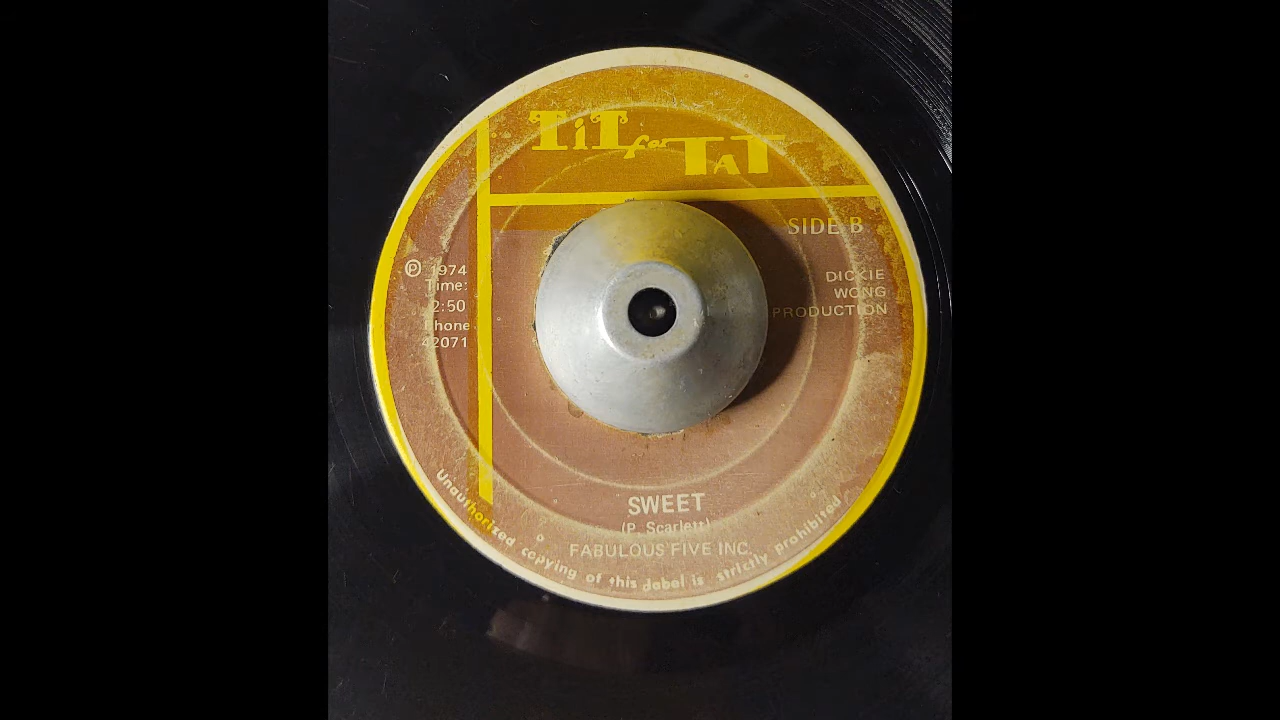 TiT for TAT
SIDE B
℗ 1974
Time:
2:50
Phone
42071
DICKIE
WONG
PRODUCTION
SWEET
(P. Scarlett)
FABULOUS FIVE INC.
Unauthorized copying of this dabel is strictly prohibited